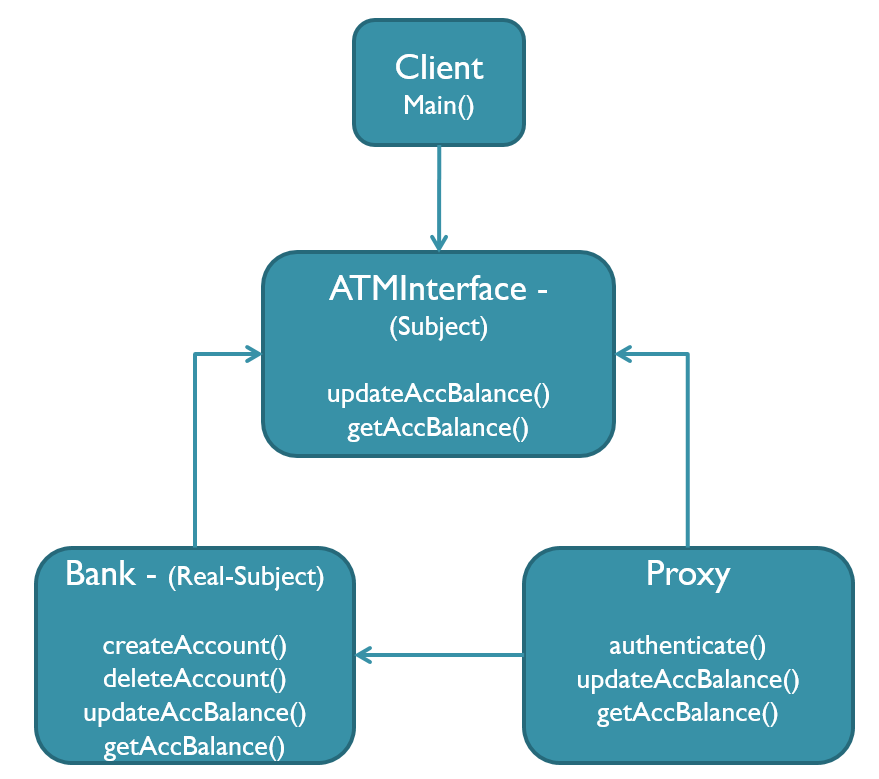 Client
Main()
ATMInterface -
(Subject)
updateAccBalance()
getAccBalance()
Bank - (Real-Subject)
createAccount()
deleteAccount()
updateAccBalance()
getAccBalance()
Proxy
authenticate()
updateAccBalance()
getAccBalance()